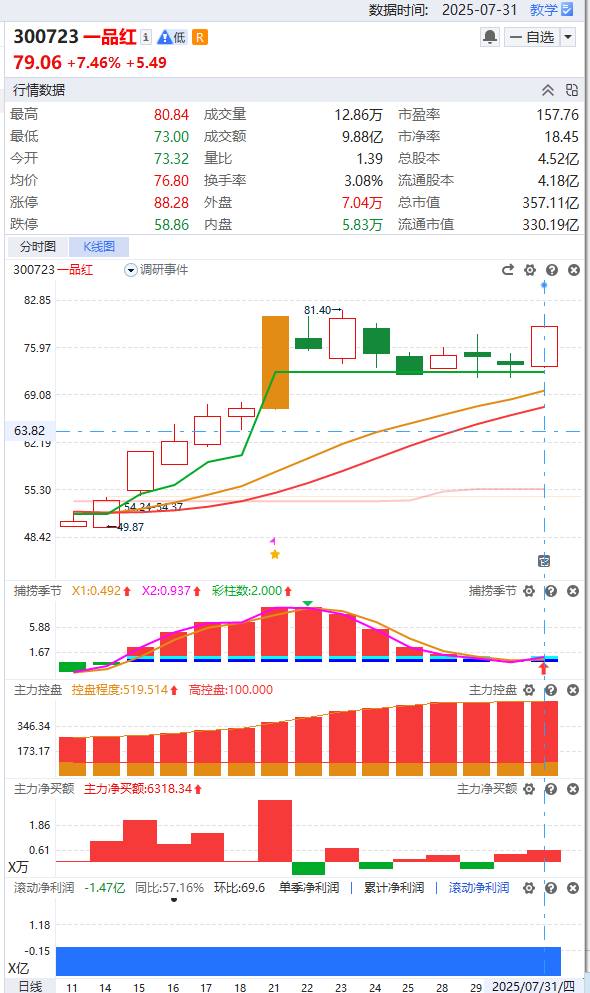 数据时间: 2025-07-31 教学
300723 一品红 i 低 R
自选
79.06 +7.46% +5.49
行情数据
最高 80.84 成交量 12.86万 市盈率 157.76
最低 73.00 成交额 9.88亿 市净率 18.45
今开 73.32 量比 1.39 总股本 4.52亿
均价 76.80 换手率 3.08% 流通股本 4.18亿
涨停 88.28 外盘 7.04万 总市值 357.11亿
跌停 58.86 内盘 5.83万 流通市值 330.19亿
分时图 K线图
300723 一品红 调研事件
82.85
81.40→
75.97
69.08
63.82
62.19
55.30
54.24-54.37
←49.87
48.42
捕捞季节 X1:0.492 X2:0.937 彩柱数:2.000 捕捞季节
5.88
1.67
主力控盘 控盘程度:519.514 高控盘:100.000 主力控盘
346.34
173.17
主力净买额 主力净买额:6318.34 主力净买额
1.86
0.61
X万
滚动净利润 -1.47亿 同比:57.16% 环比:69.6 单季净利润 | 累计净利润 | 滚动净利润
1.18
-0.15
X亿
日线 11 14 15 16 17 18 21 22 23 24 25 28 29 2025/07/31/四